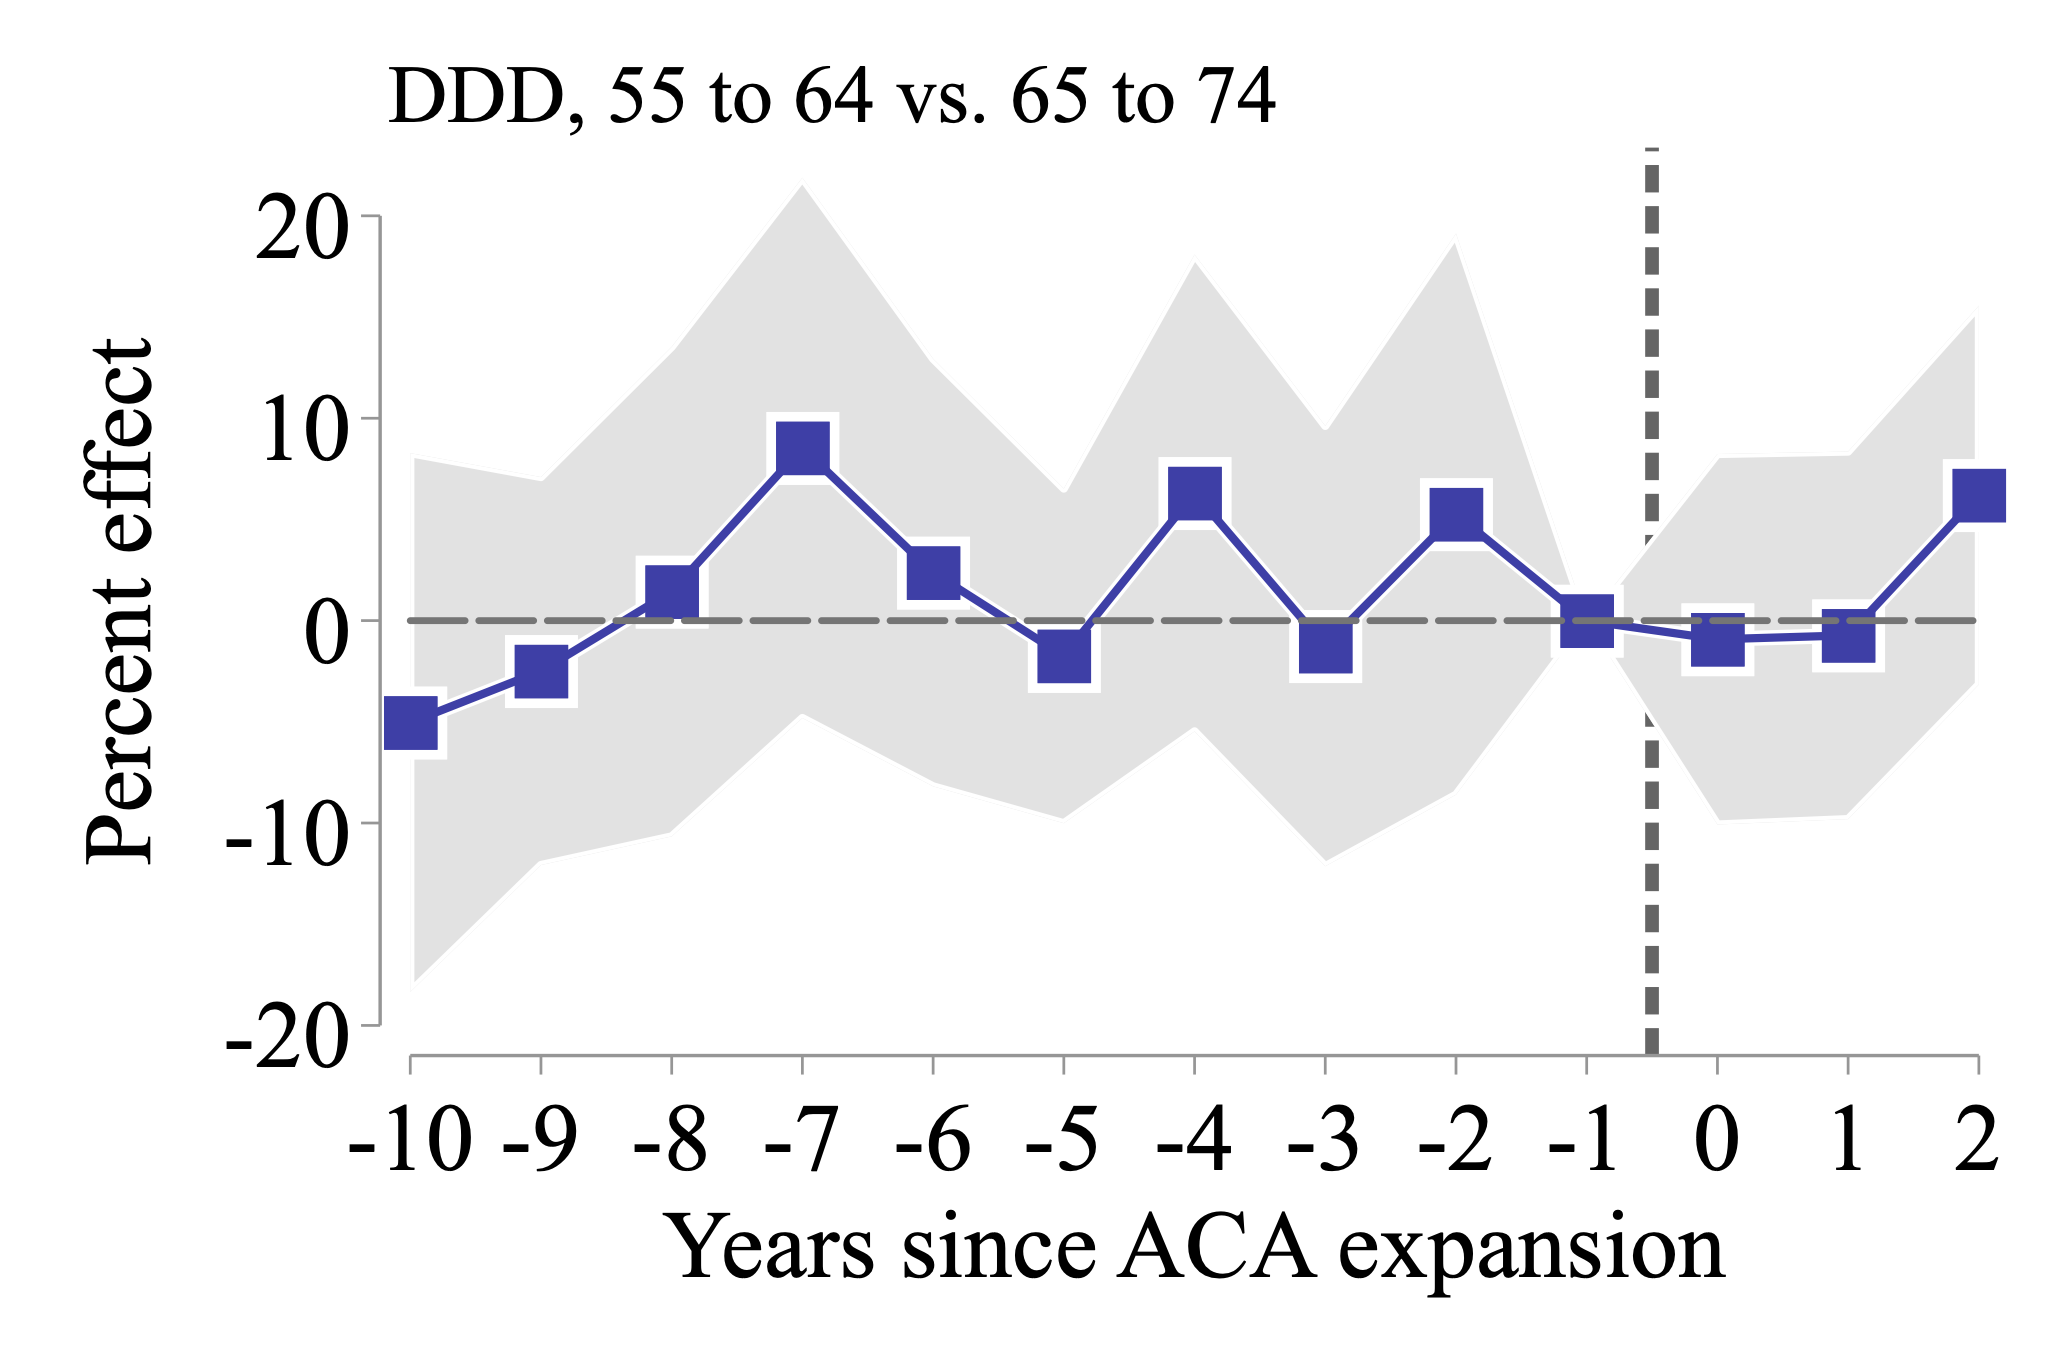 DDD, 55 to 64 vs. 65 to 74
Percent effect
20
10
0
-10
-20
-10 -9 -8 -7 -6 -5 -4 -3 -2 -1 0 1 2
Years since ACA expansion